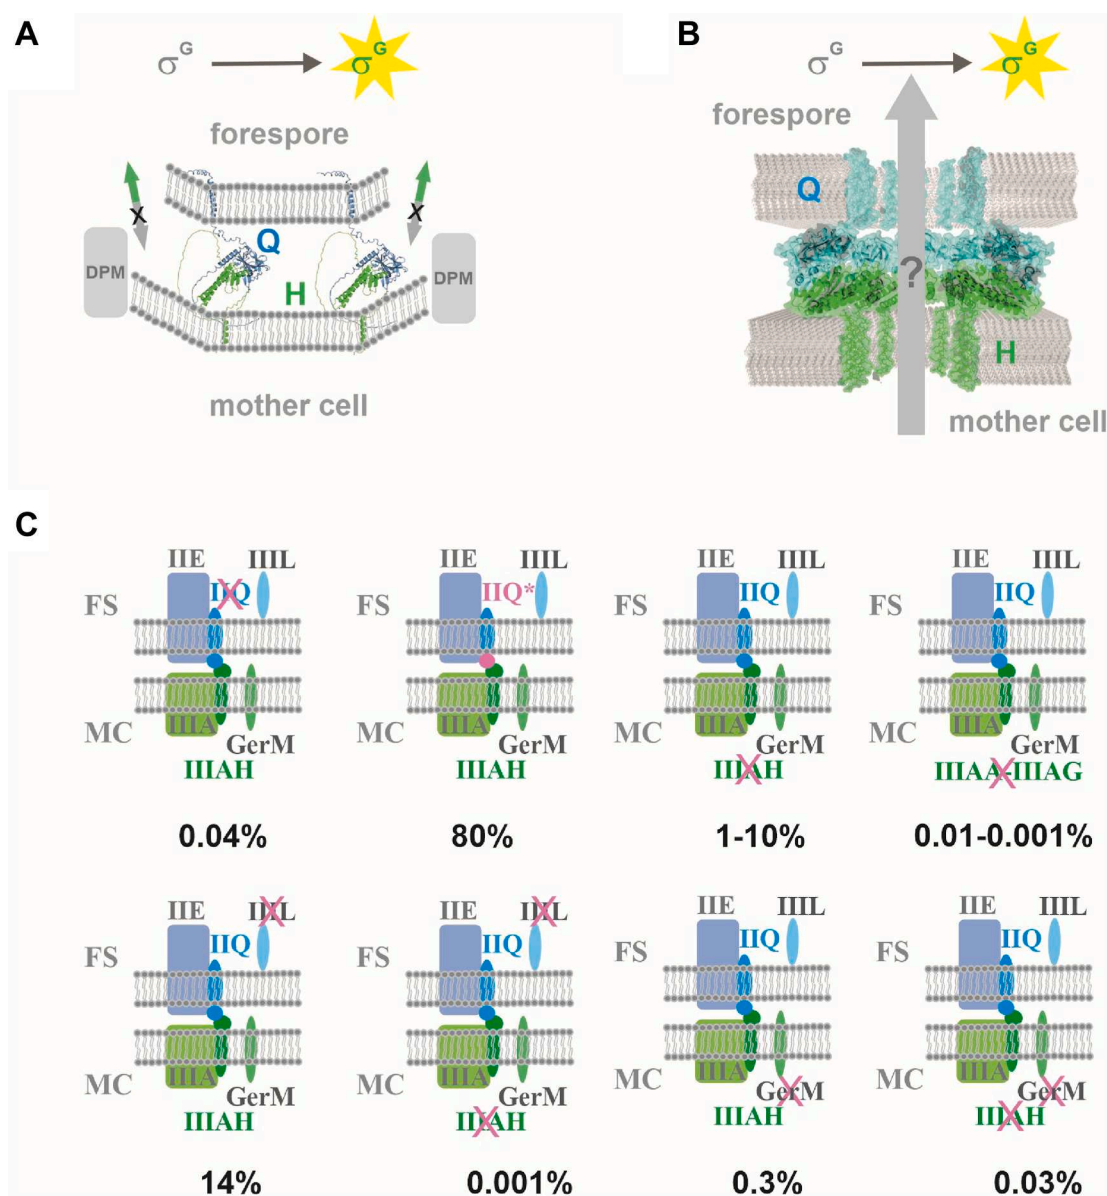 A
σG → σG
forespore
X
X
Q
H
DPM
DPM
mother cell
B
σG → σG
forespore
Q
?
H
mother cell
C
IIE IIIL
FS
IIQ
X
MC
IIIA
GerM
IIIAH
0.04%
IIE IIIL
IIQ*
IIIA
GerM
IIIAH
80%
IIE IIIL
FS
IIQ
MC
IIIA
GerM
IIIAH
X
1-10%
IIE IIIL
FS
IIQ
MC
IIIA
GerM
IIIAA-IIIAG
X
0.01-0.001%
IIE IIIL
X
FS
IIQ
MC
IIIA
GerM
IIIAH
14%
IIE IIIL
X
FS
IIQ
MC
IIIA
GerM
IIIAH
X
0.001%
IIE IIIL
FS
IIQ
MC
IIIA
GerM
X
IIIAH
0.3%
IIE IIIL
FS
IIQ
MC
IIIA
GerM
X
IIIAH
X
0.03%